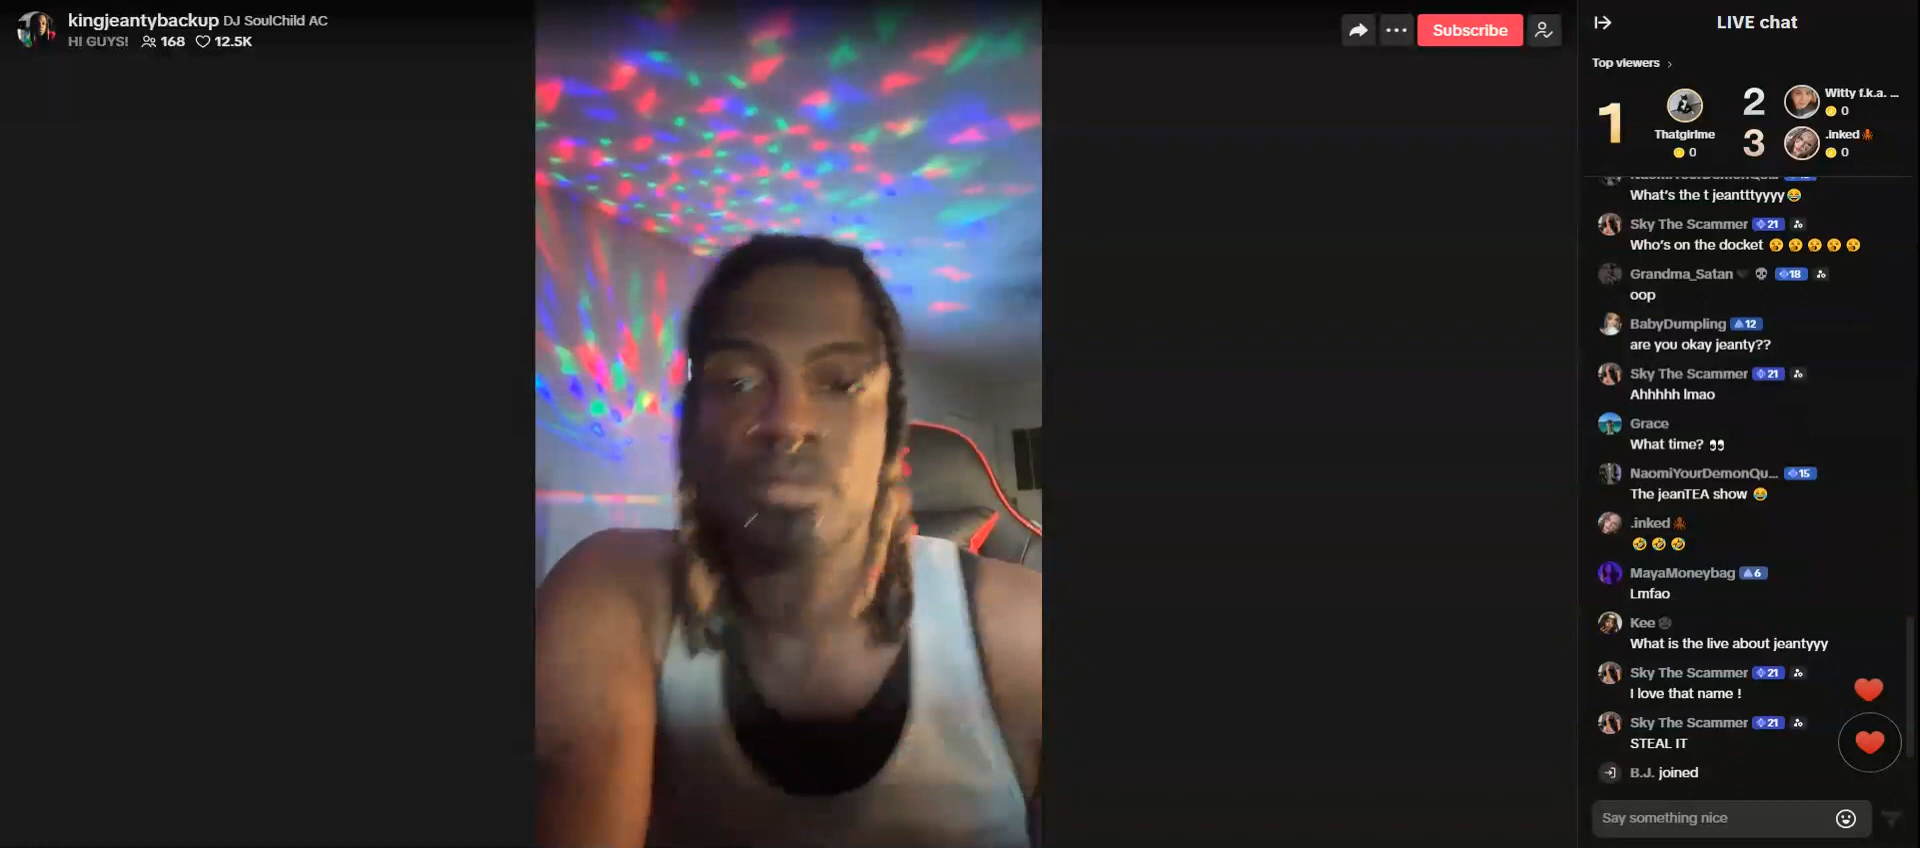 kingjeantybackup DJ SoulChild AC
HI GUYS! 168 12.5K
Subscribe
LIVE chat
Top viewers
1
Thatgirlme
0
2
Witty f.k.a. ...
0
3
.inked
0
What's the t jeantttyyyy😂
Sky The Scammer 21
Who's on the docket 😮😮😮😮😮
Grandma_Satan 18
oop
BabyDumpling 12
are you okay jeanty??
Sky The Scammer 21
Ahhhhh lmao
Grace
What time? 👀
NaomiYourDemonQu... 15
The jeanTEA show 😂
.inked
🤣🤣🤣
MayaMoneybag 6
Lmfao
Kee
What is the live about jeantyyy
Sky The Scammer 21
I love that name !
Sky The Scammer 21
STEAL IT
B.J. joined
Say something nice